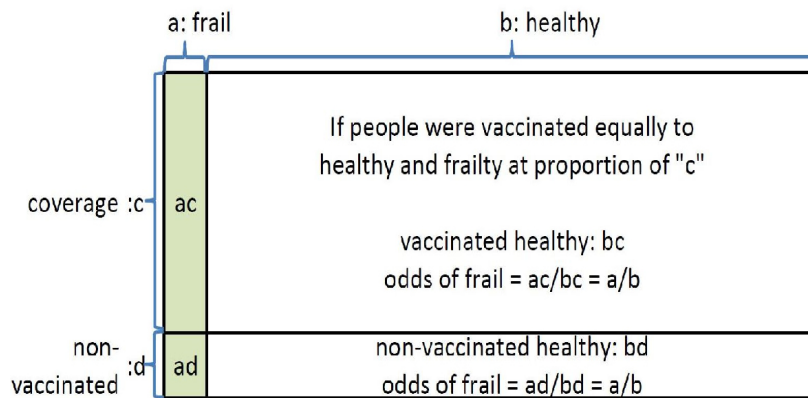 a: frail
b: healthy
If people were vaccinated equally to
healthy and frailty at proportion of "c"
coverage :c
ac
vaccinated healthy: bc
odds of frail = ac/bc = a/b
non-
vaccinated :d
ad
non-vaccinated healthy: bd
odds of frail = ad/bd = a/b